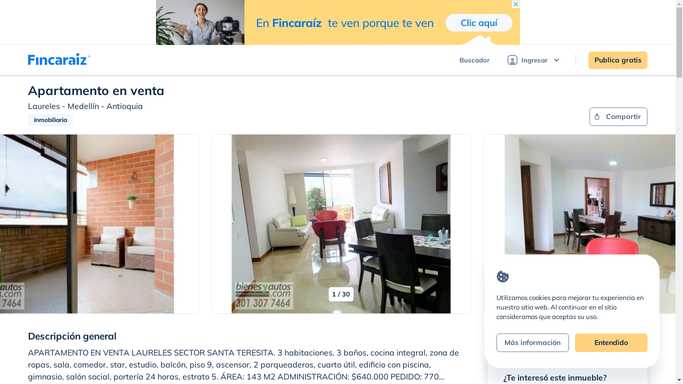 En Fincaraíz te ven porque te ven
Clic aquí
Fincaraíz
Buscador
Ingresar
Publica gratis
Apartamento en venta
Laureles - Medellín - Antioquia
Inmobiliaria
Compartir
bienesyautos
.com
301 307 7464
bienesyautos
.com
301 307 7464
1 / 30
Utilizamos cookies para mejorar tu experiencia en
nuestro sitio web. Al continuar en el sitio
consideramos que aceptas su uso.
Más información
Entendido
Descripción general
APARTAMENTO EN VENTA LAURELES SECTOR SANTA TERESITA. 3 habitaciones, 3 baños, cocina integral, zona de
ropas, sala, comedor, star, estudio, balcón, piso 9, ascensor, 2 parqueaderos, cuarto útil, edificio con piscina,
gimnasio, salón social, portería 24 horas, estrato 5. ÁREA: 143 M2 ADMINISTRACIÓN: $640.000 PEDIDO: 770...
¿Te interesó este inmueble?